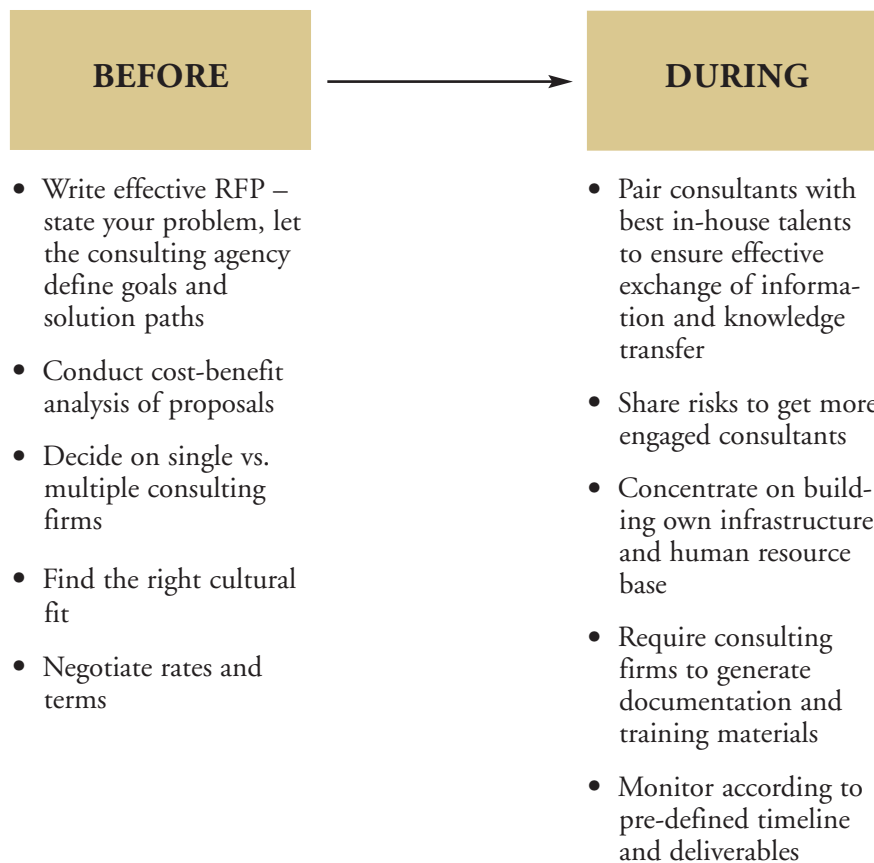 BEFORE
• Write effective RFP –
state your problem, let
the consulting agency
define goals and
solution paths
• Conduct cost-benefit
analysis of proposals
• Decide on single vs.
multiple consulting
firms
• Find the right cultural
fit
• Negotiate rates and
terms
DURING
• Pair consultants with
best in-house talents
to ensure effective
exchange of informa-
tion and knowledge
transfer
• Share risks to get more
engaged consultants
• Concentrate on build-
ing own infrastructure
and human resource
base
• Require consulting
firms to generate
documentation and
training materials
• Monitor according to
pre-defined timeline
and deliverables